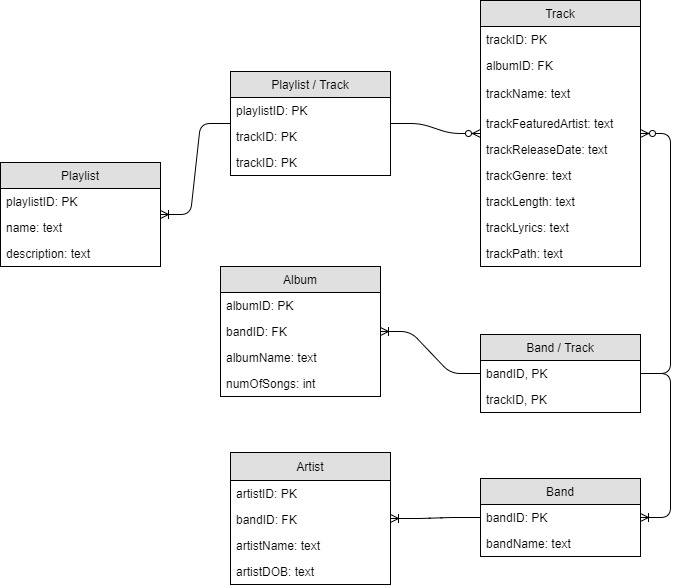 Track
trackID: PK
albumID: FK
trackName: text
trackFeaturedArtist: text
trackReleaseDate: text
trackGenre: text
trackLength: text
trackLyrics: text
trackPath: text
Playlist / Track
playlistID: PK
trackID: PK
trackID: PK
Playlist
playlistID: PK
name: text
description: text
Album
albumID: PK
bandID: FK
albumName: text
numOfSongs: int
Band / Track
bandID, PK
trackID, PK
Artist
artistID: PK
bandID: FK
artistName: text
artistDOB: text
Band
bandID: PK
bandName: text